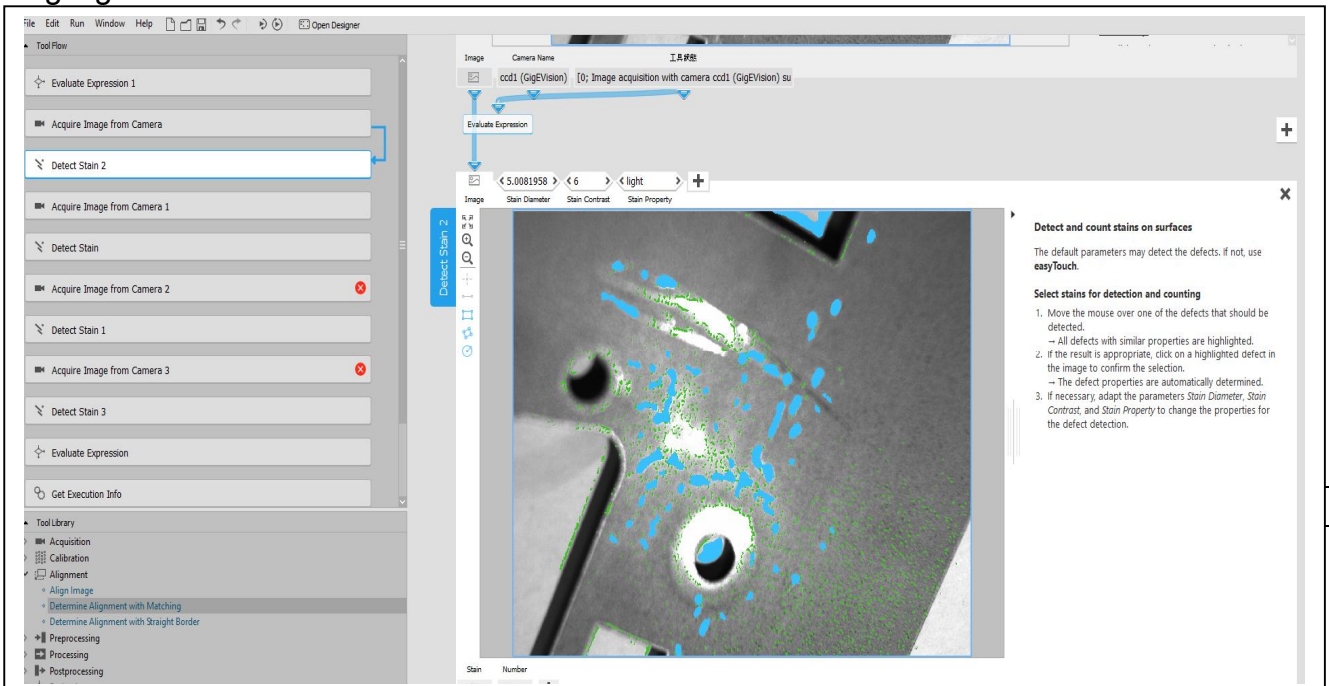 File Edit Run Window Help Open Designer
Tool Flow
Evaluate Expression 1
Acquire Image from Camera
Detect Stain 2
Acquire Image from Camera 1
Detect Stain
Acquire Image from Camera 2
Detect Stain 1
Acquire Image from Camera 3
Detect Stain 3
Evaluate Expression
Get Execution Info
Tool Library
Acquisition
Calibration
Alignment
Align Image
Determine Alignment with Matching
Determine Alignment with Straight Border
Preprocessing
Processing
Postprocessing
Image Camera Name 工具狀態
ccd1 (GigEVision) [0; Image acquisition with camera ccd1 (GigEVision) su
Evaluate Expression
5.0081958 6 light
Image Stain Diameter Stain Contrast Stain Property
Detect Stain 2
Stain Number
Detect and count stains on surfaces
The default parameters may detect the defects. If not, use
easyTouch.
Select stains for detection and counting
1. Move the mouse over one of the defects that should be
detected.
→ All defects with similar properties are highlighted.
2. If the result is appropriate, click on a highlighted defect in
the image to confirm the selection.
→ The defect properties are automatically determined.
3. If necessary, adapt the parameters Stain Diameter, Stain
Contrast, and Stain Property to change the properties for
the defect detection.